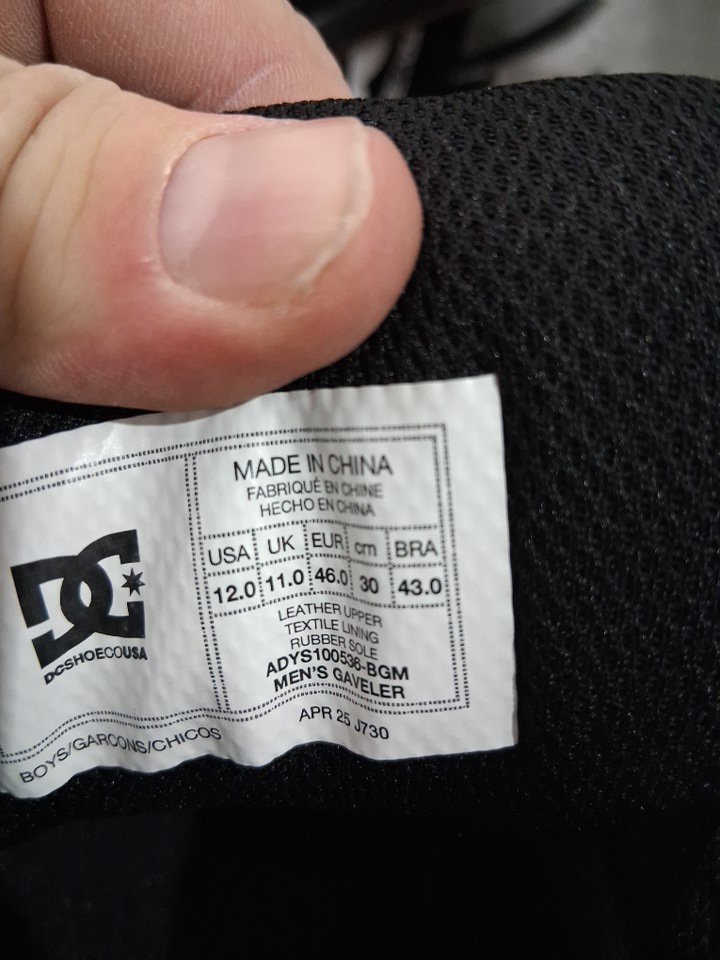 MADE IN CHINA
FABRIQUÉ EN CHINE
HECHO EN CHINA
USA UK EUR cm BRA
12.0 11.0 46.0 30 43.0
LEATHER UPPER
TEXTILE LINING
RUBBER SOLE
ADYS100536-BGM
MEN'S GAVELER
DC
DCSHOECOUSA
APR 25 J730
BOYS/GARCONS/CHICOS